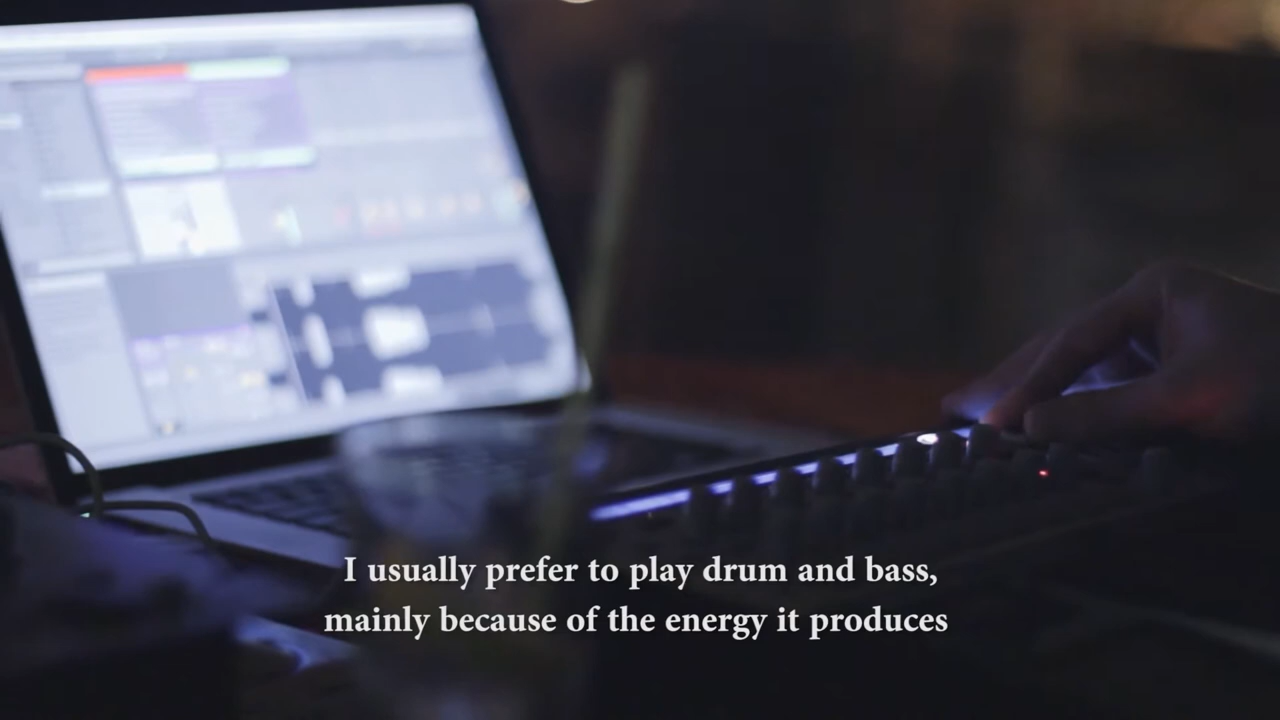 I usually prefer to play drum and bass,
mainly because of the energy it produces